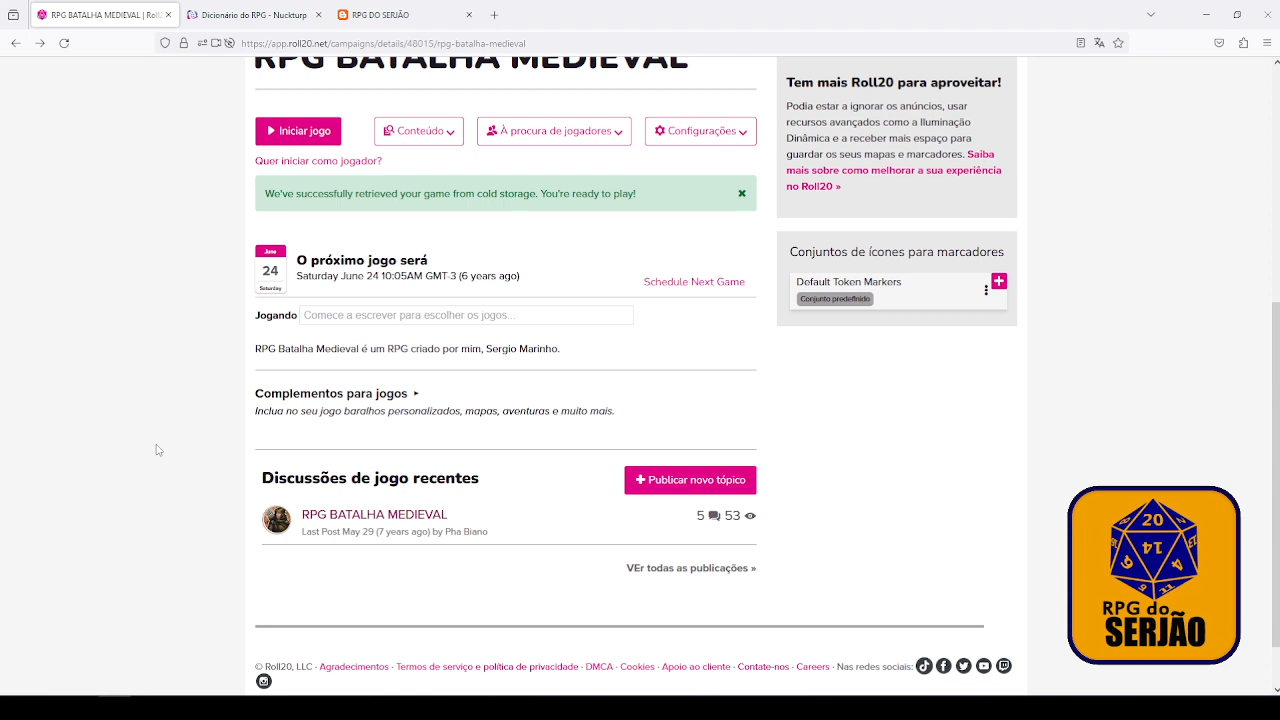 RPG BATALHA MEDIEVAL | Roll2
Dicionário do RPG - Nuckturp
RPG DO SERJÃO
https://app.roll20.net/campaigns/details/48015/rpg-batalha-medieval
RPG BATALHA MEDIEVAL
Iniciar jogo
Conteúdo
À procura de jogadores
Configurações
Quer iniciar como jogador?
We've successfully retrieved your game from cold storage. You're ready to play!
June
24
Saturday
O próximo jogo será
Saturday June 24 10:05AM GMT-3 (6 years ago)
Schedule Next Game
Jogando
Comece a escrever para escolher os jogos...
RPG Batalha Medieval é um RPG criado por mim, Sergio Marinho.
Complementos para jogos
Inclua no seu jogo baralhos personalizados, mapas, aventuras e muito mais.
Discussões de jogo recentes
Publicar novo tópico
RPG BATALHA MEDIEVAL
5 53
Last Post May 29 (7 years ago) by Pha Biano
VEr todas as publicações »
Tem mais Roll20 para aproveitar!
Podia estar a ignorar os anúncios, usar
recursos avançados como a Iluminação
Dinâmica e a receber mais espaço para
guardar os seus mapas e marcadores. Saiba
mais sobre como melhorar a sua experiência
no Roll20 »
Conjuntos de ícones para marcadores
Default Token Markers
Conjunto predefinido
20
14
RPG do
SERJÃO
© Roll20, LLC · Agradecimentos · Termos de serviço e política de privacidade · DMCA · Cookies · Apoio ao cliente · Contate-nos · Careers · Nas redes sociais: